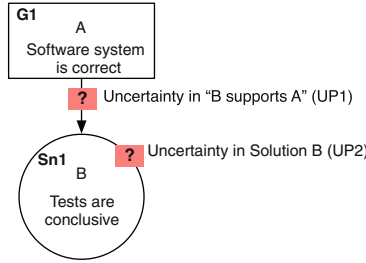 G1
A
Software system
is correct
? Uncertainty in “B supports A” (UP1)
? Uncertainty in Solution B (UP2)
Sn1
B
Tests are
conclusive